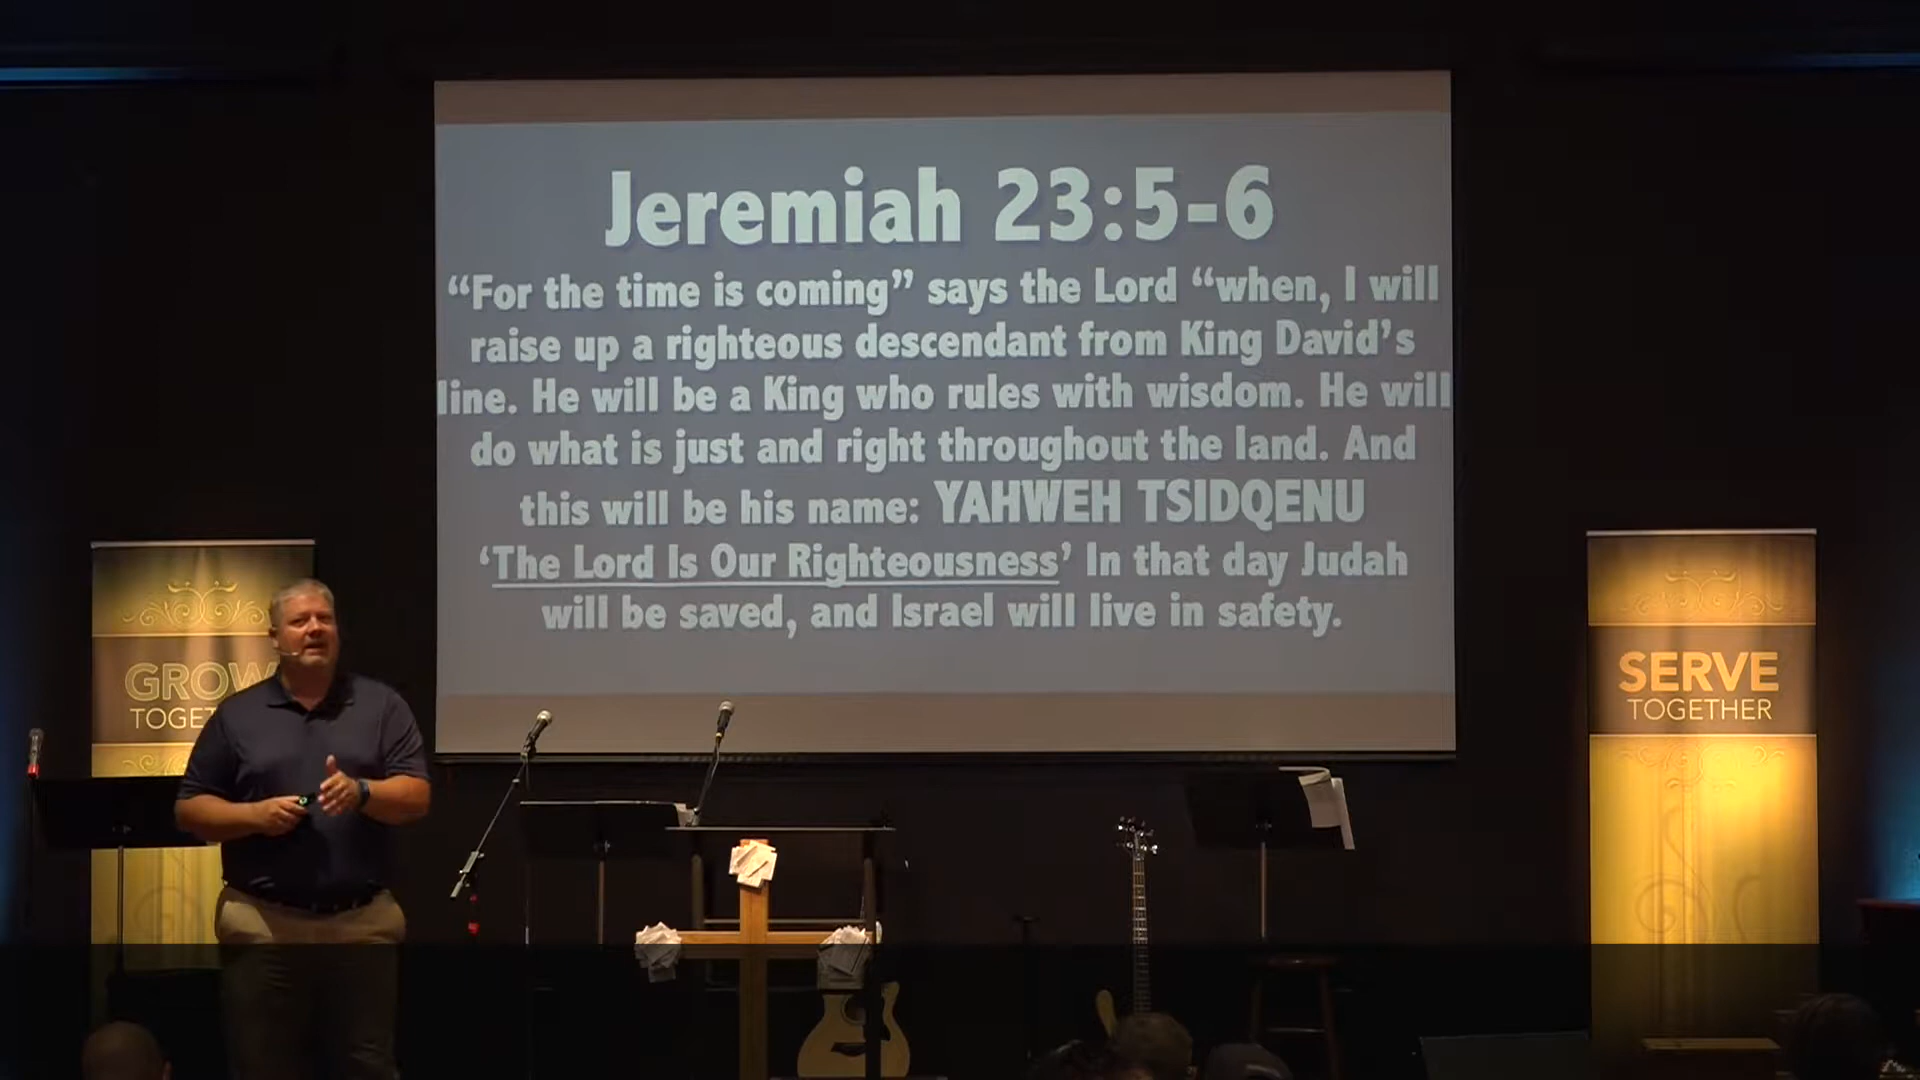 Jeremiah 23:5-6
“For the time is coming” says the Lord “when, I will
raise up a righteous descendant from King David’s
line. He will be a King who rules with wisdom. He will
do what is just and right throughout the land. And
this will be his name: YAHWEH TSIDQENU
‘The Lord Is Our Righteousness’ In that day Judah
will be saved, and Israel will live in safety.
GROW
TOGET
SERVE
TOGETHER